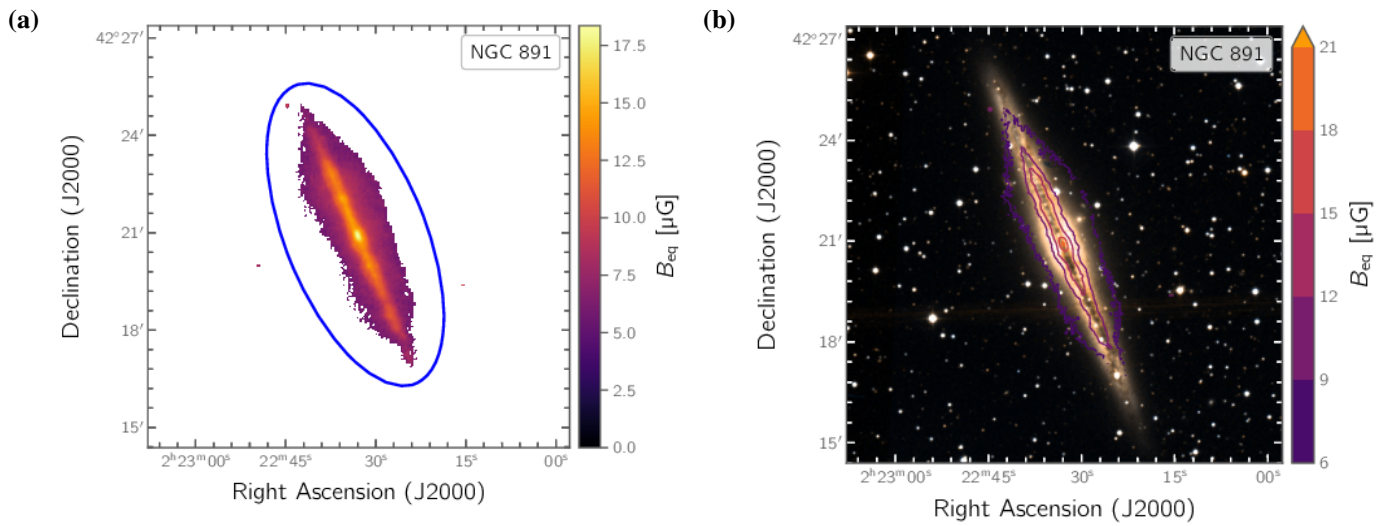 (a)
NGC 891
42°27′
24′
21′
18′
15′
Declination (J2000)
2ʰ23ᵐ00ˢ
22ᵐ45ˢ
30ˢ
15ˢ
00ˢ
Right Ascension (J2000)
17.5
15.0
12.5
10.0
7.5
5.0
2.5
0.0
B_eq [µG]
(b)
NGC 891
42°27′
24′
21′
18′
15′
Declination (J2000)
2ʰ23ᵐ00ˢ
22ᵐ45ˢ
30ˢ
15ˢ
00ˢ
Right Ascension (J2000)
21
18
15
12
9
6
B_eq [µG]